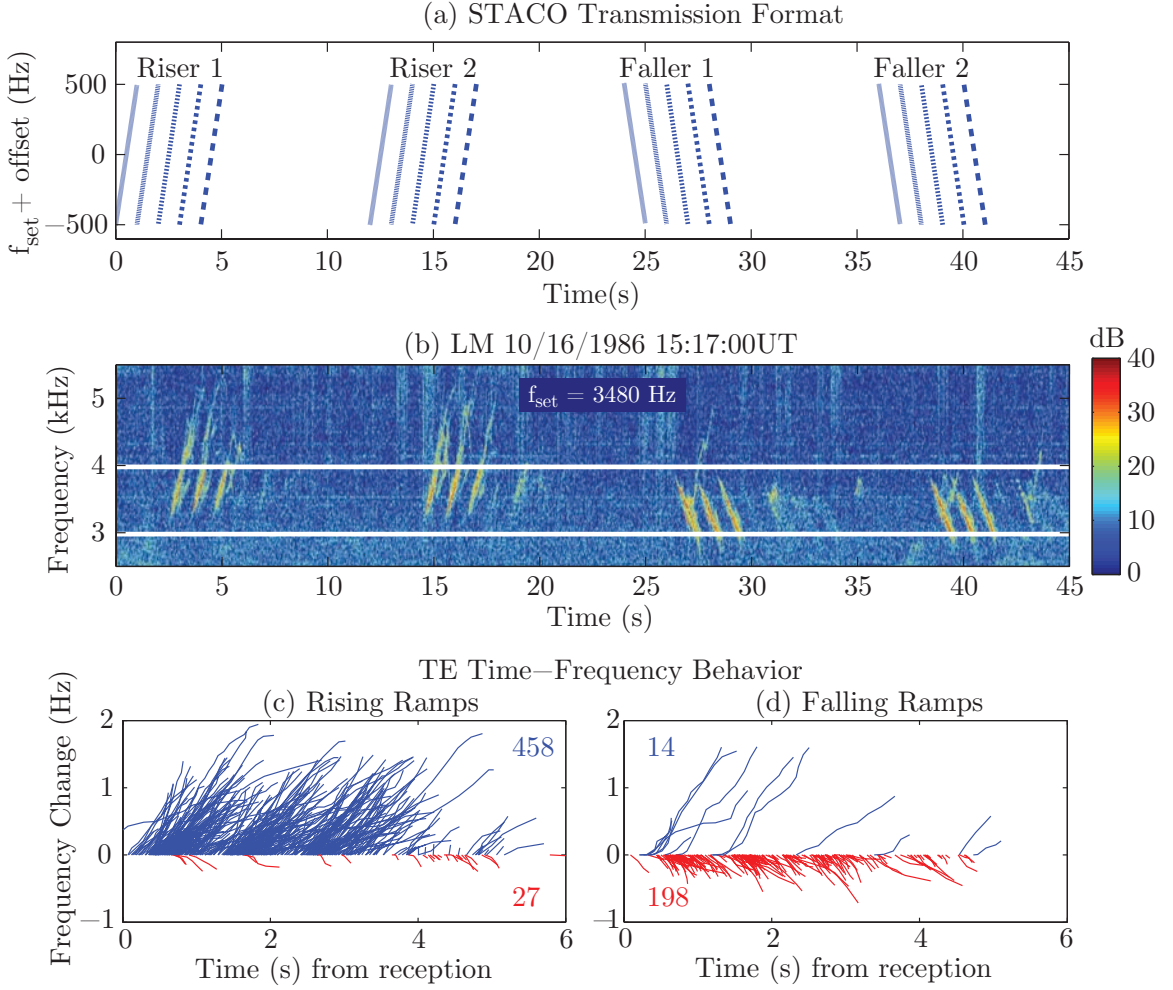 (a) STACO Transmission Format
f_set + offset (Hz)
500
0
−500
Riser 1
Riser 2
Faller 1
Faller 2
0 5 10 15 20 25 30 35 40 45
Time(s)
(b) LM 10/16/1986 15:17:00UT
dB
Frequency (kHz)
5
4
3
f_set = 3480 Hz
40
30
20
10
0
0 5 10 15 20 25 30 35 40 45
Time (s)
TE Time−Frequency Behavior
(c) Rising Ramps
Frequency Change (Hz)
2
1
0
−1
458
27
0 2 4 6
Time (s) from reception
(d) Falling Ramps
2
1
0
−1
14
198
0 2 4 6
Time (s) from reception